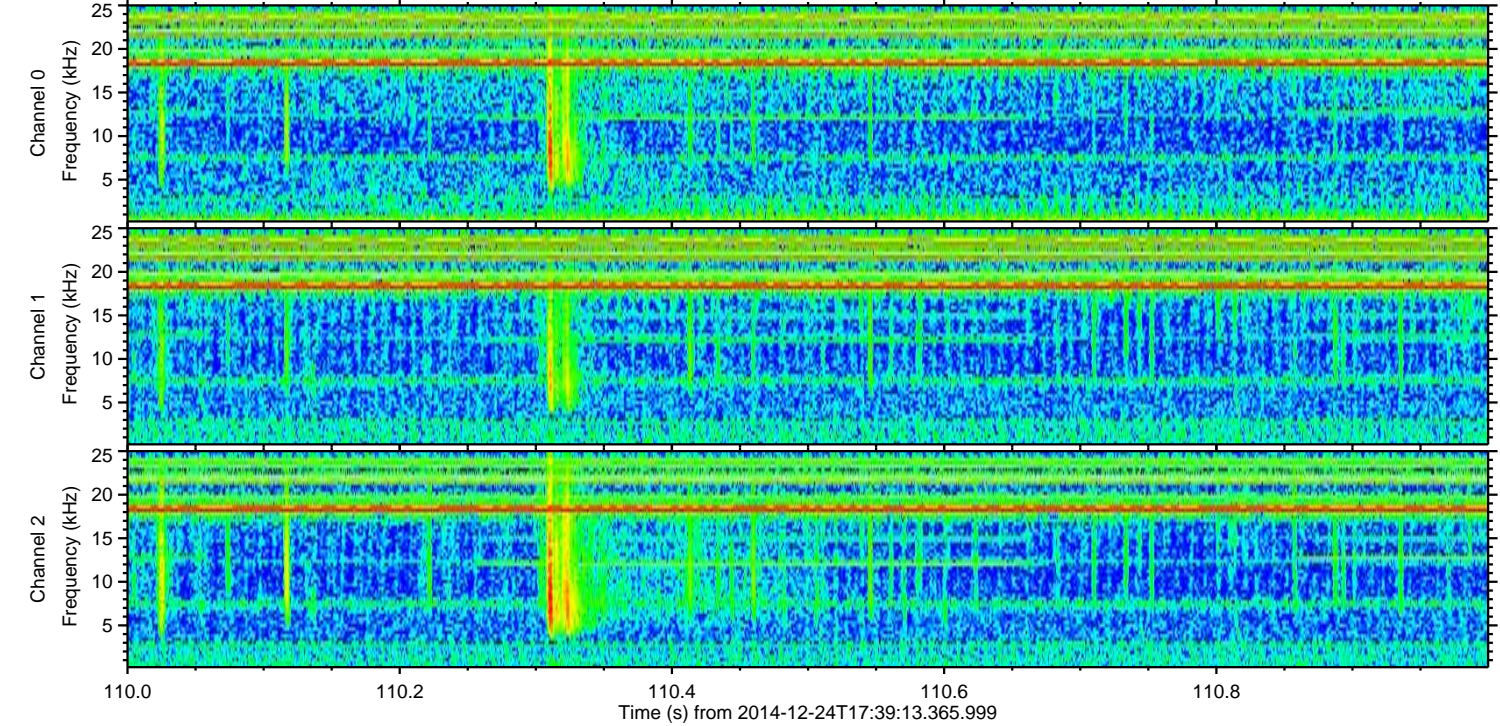 25
20
15
10
5
Channel 0
Frequency (kHz)
25
20
15
10
5
Channel 1
Frequency (kHz)
25
20
15
10
5
Channel 2
Frequency (kHz)
110.0 110.2 110.4 110.6 110.8
Time (s) from 2014-12-24T17:39:13.365.999